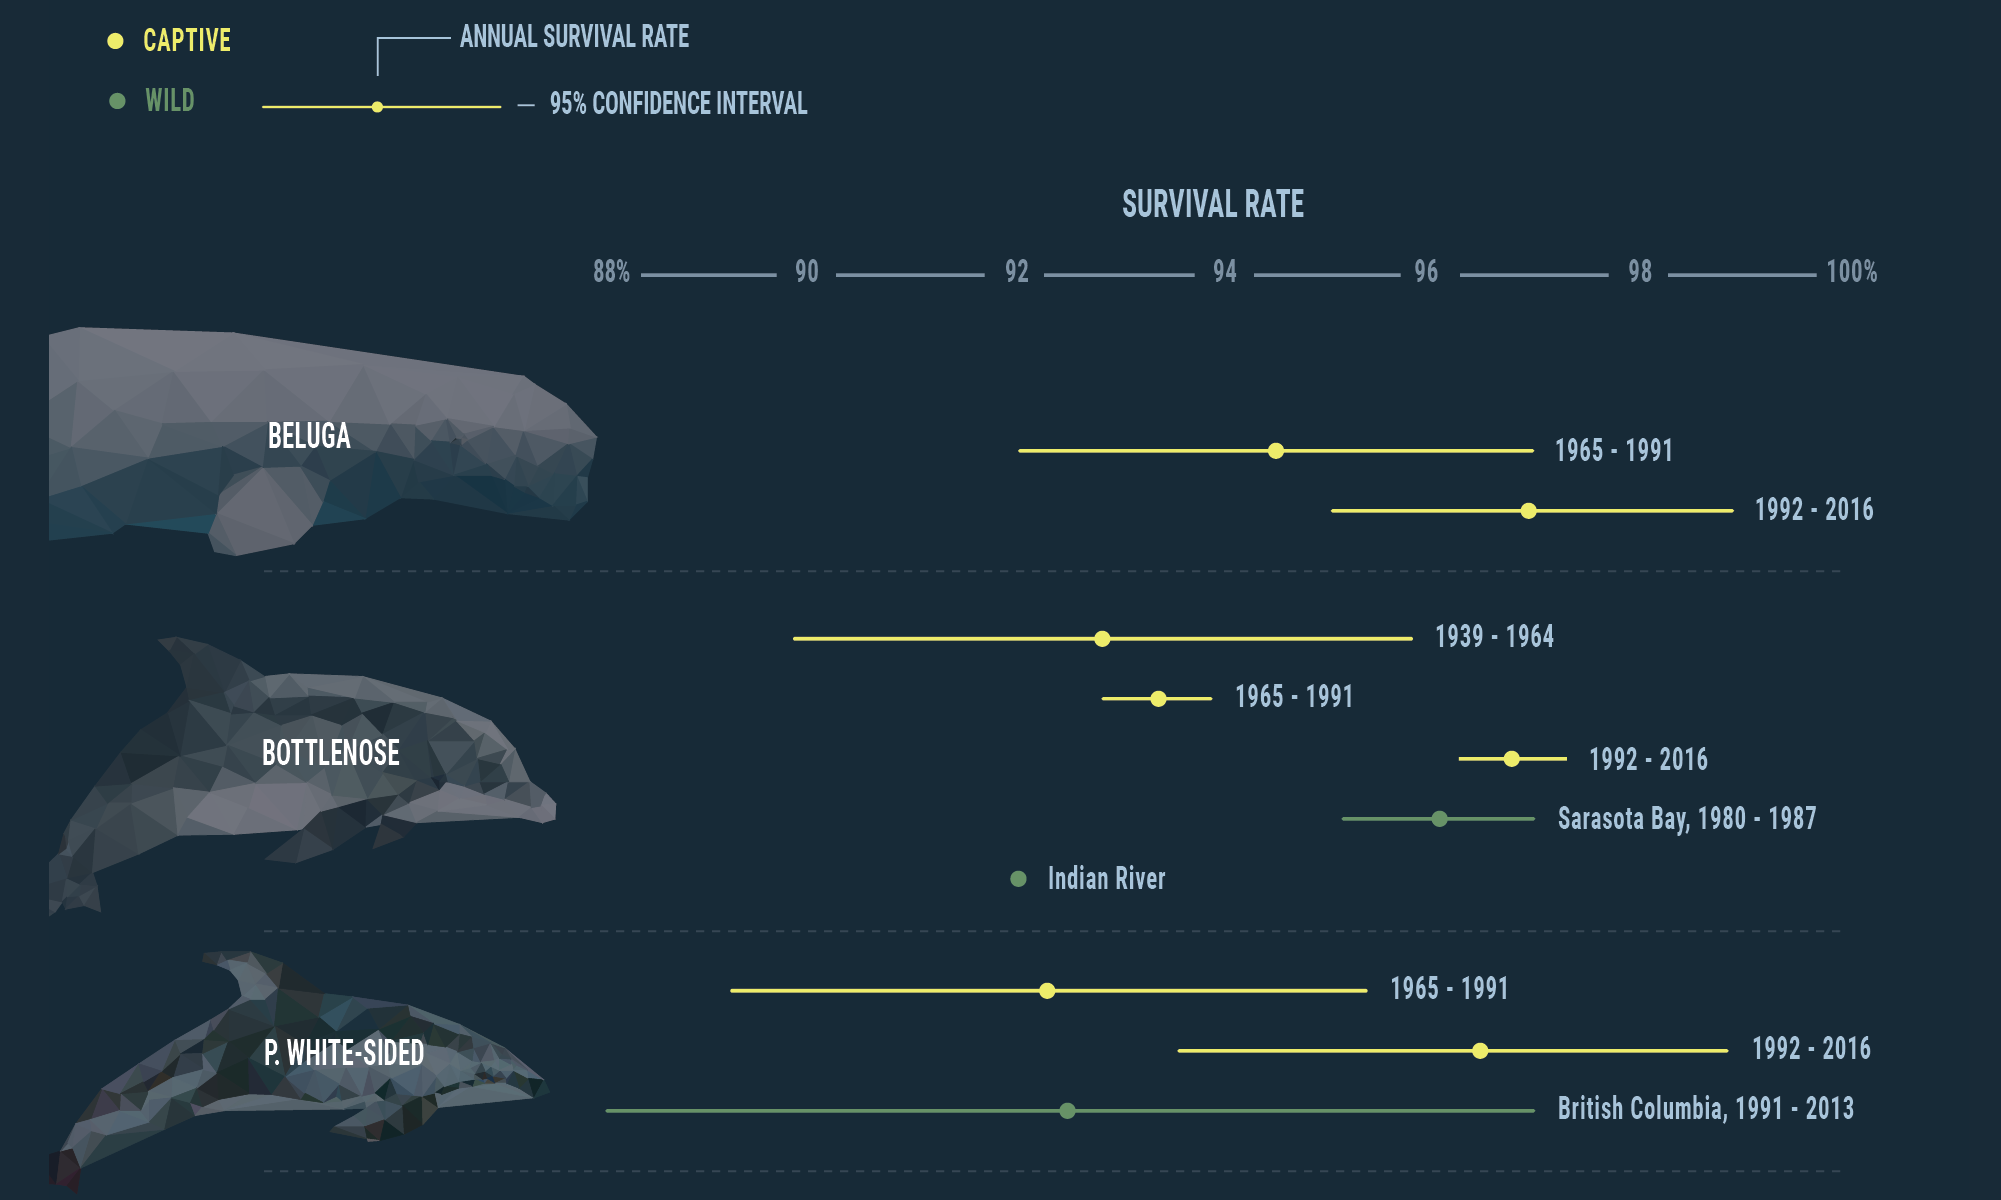 CAPTIVE
ANNUAL SURVIVAL RATE
WILD
95% CONFIDENCE INTERVAL
SURVIVAL RATE
88% 90 92 94 96 98 100%
BELUGA
1965 - 1991
1992 - 2016
1939 - 1964
1965 - 1991
BOTTLENOSE
1992 - 2016
Sarasota Bay, 1980 - 1987
Indian River
1965 - 1991
P. WHITE-SIDED
1992 - 2016
British Columbia, 1991 - 2013